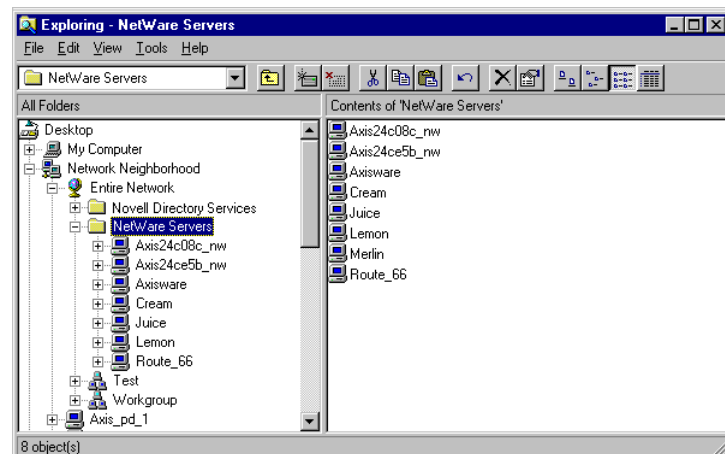 Exploring - NetWare Servers
File Edit View Tools Help
NetWare Servers
All Folders
Contents of 'NetWare Servers'
Desktop
My Computer
Network Neighborhood
Entire Network
Novell Directory Services
NetWare Servers
Axis24c08c_nw
Axis24ce5b_nw
Axisware
Cream
Juice
Lemon
Route_66
Test
Workgroup
Axis_pd_1
Axis24c08c_nw
Axis24ce5b_nw
Axisware
Cream
Juice
Lemon
Merlin
Route_66
8 object(s)